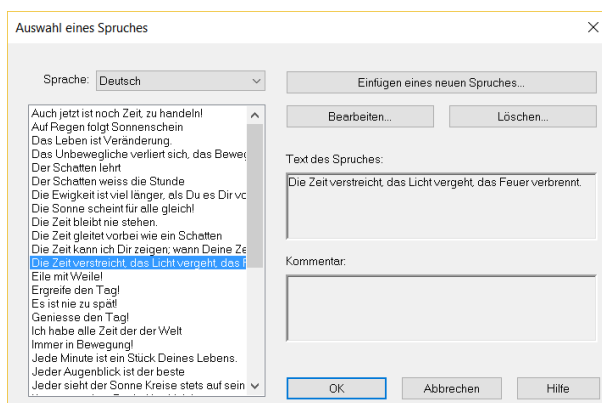 Auswahl eines Spruches
Sprache: Deutsch
Einfügen eines neuen Spruches...
Bearbeiten...
Löschen...
Auch jetzt ist noch Zeit, zu handeln!
Auf Regen folgt Sonnenschein
Das Leben ist Veränderung.
Das Unbewegliche verliert sich, das Beweg
Der Schatten lehrt
Der Schatten weiss die Stunde
Die Ewigkeit ist viel länger, als Du es Dir vo
Die Sonne scheint für alle gleich!
Die Zeit bleibt nie stehen.
Die Zeit gleitet vorbei wie ein Schatten
Die Zeit kann ich Dir zeigen; wann Deine Ze
Die Zeit verstreicht, das Licht vergeht, das F
Eile mit Weile!
Ergreife den Tag!
Es ist nie zu spät!
Geniesse den Tag!
Ich habe alle Zeit der der Welt
Immer in Bewegung!
Jede Minute ist ein Stück Deines Lebens.
Jeder Augenblick ist der beste
Jeder sieht der Sonne Kreise stets auf sein
Text des Spruches:
Die Zeit verstreicht, das Licht vergeht, das Feuer verbrennt.
Kommentar:
OK
Abbrechen
Hilfe